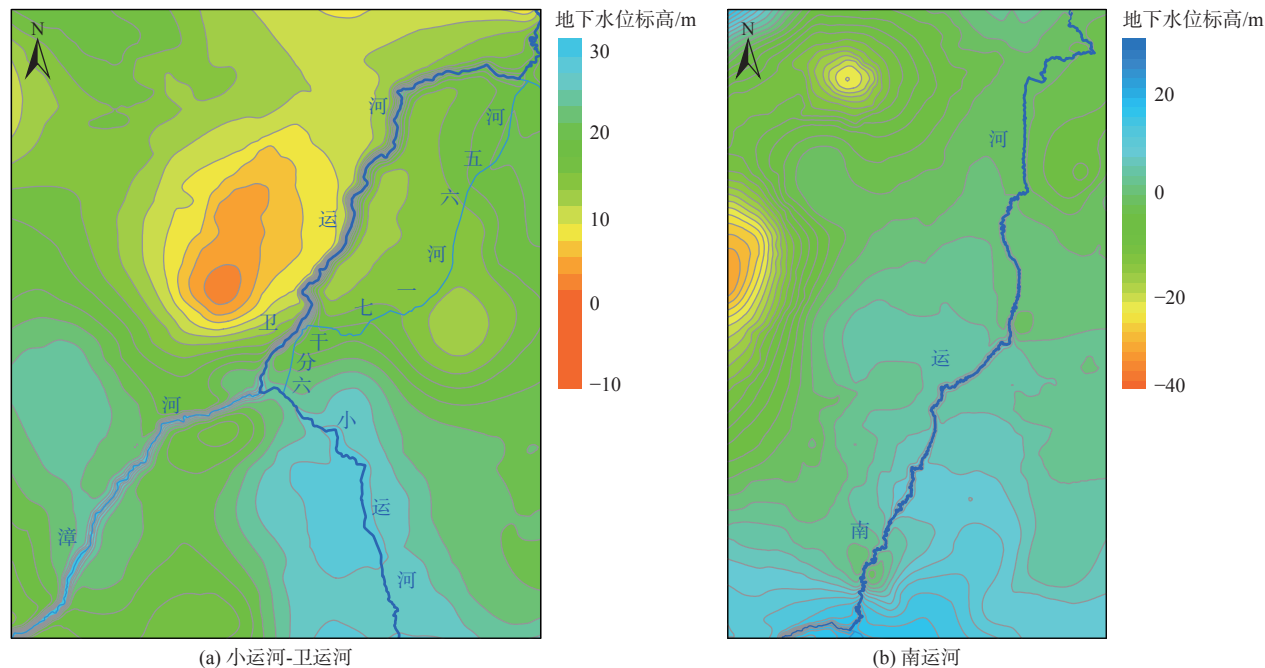 地下水位标高/m
N
30
20
10
0
−10
河
河
五
六
运
河
一
七
卫
干
分
六
河
小
运
漳
河
(a) 小运河-卫运河
地下水位标高/m
N
20
0
−20
−40
河
运
南
(b) 南运河